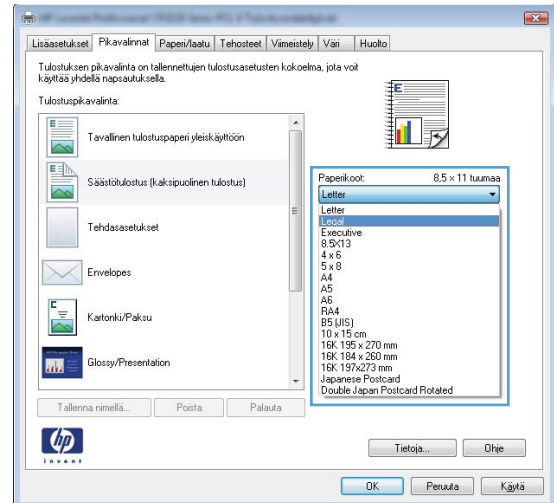 Lisäasetukset Pikavalinnat Paperi/laatu Tehosteet Viimeistely Väri Huolto
Tulostuksen pikavalinta on tallennettujen tulostusasetusten kokoelma, jota voit
käyttää yhdellä napsautuksella.
Tulostuspikavalinta:
Tavallinen tulostuspaperi yleiskäyttöön
Säästötulostus (kaksipuolinen tulostus)
Tehdasasetukset
Envelopes
Kartonki/Paksu
Glossy/Presentation
E
Paperikoot: 8,5 × 11 tuumaa
Letter
Letter
Legal
Executive
8.5X13
4 x 6
5 x 8
A4
A5
A6
RA4
B5 (JIS)
10 x 15 cm
16K 195 x 270 mm
16K 184 x 260 mm
16K 197x273 mm
Japanese Postcard
Double Japan Postcard Rotated
Tallenna nimellä... Poista Palauta
hp
invent
Tietoja... Ohje
OK Peruuta Käytä